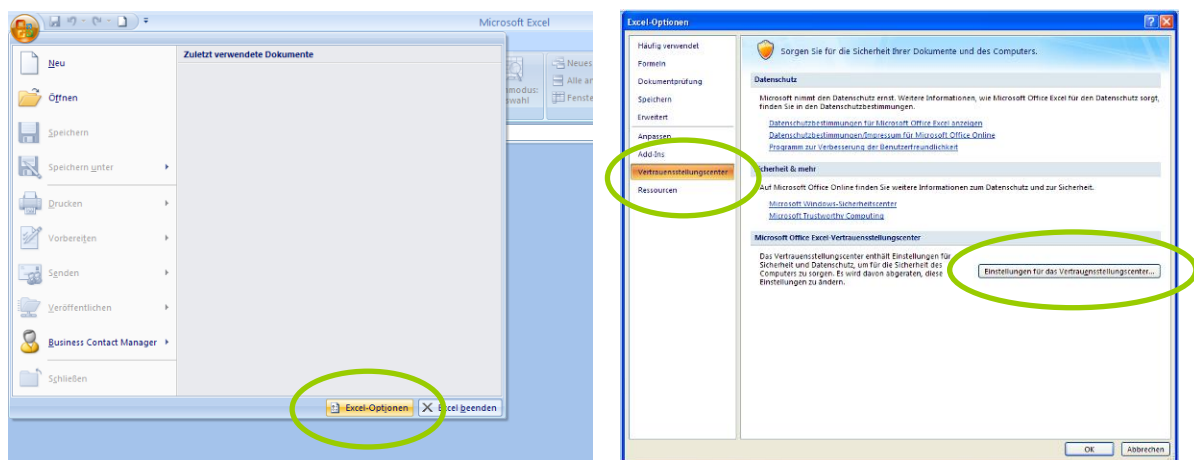 Microsoft Excel
Zuletzt verwendete Dokumente
Neu
Öffnen
Speichern
Speichern unter
Drucken
Vorbereiten
Senden
Veröffentlichen
Business Contact Manager
Schließen
Excel-Optionen
Excel beenden
Neues
Fenste
Excel-Optionen
Häufig verwendet
Formeln
Dokumentprüfung
Speichern
Erweitert
Anpassen
Add-Ins
Vertrauensstellungscenter
Ressourcen
Sorgen Sie für die Sicherheit Ihrer Dokumente und des Computers.
Datenschutz
Microsoft nimmt den Datenschutz ernst. Weitere Informationen, wie Microsoft Office Excel für den Datenschutz sorgt,
finden Sie in den Datenschutzbestimmungen.
Datenschutzbestimmungen für Microsoft Office Excel anzeigen
Datenschutzbestimmungen/Impressum für Microsoft Office Online
Programm zur Verbesserung der Benutzerfreundlichkeit
Sicherheit & mehr
Auf Microsoft Office Online finden Sie weitere Informationen zum Datenschutz und zur Sicherheit.
Microsoft Windows-Sicherheitscenter
Microsoft Trustworthy Computing
Microsoft Office Excel-Vertrauensstellungscenter
Das Vertrauensstellungscenter enthält Einstellungen für
Sicherheit und Datenschutz, um für die Sicherheit des
Computers zu sorgen. Es wird davon abgeraten, diese
Einstellungen zu ändern.
Einstellungen für das Vertrauensstellungscenter...
OK
Abbrechen